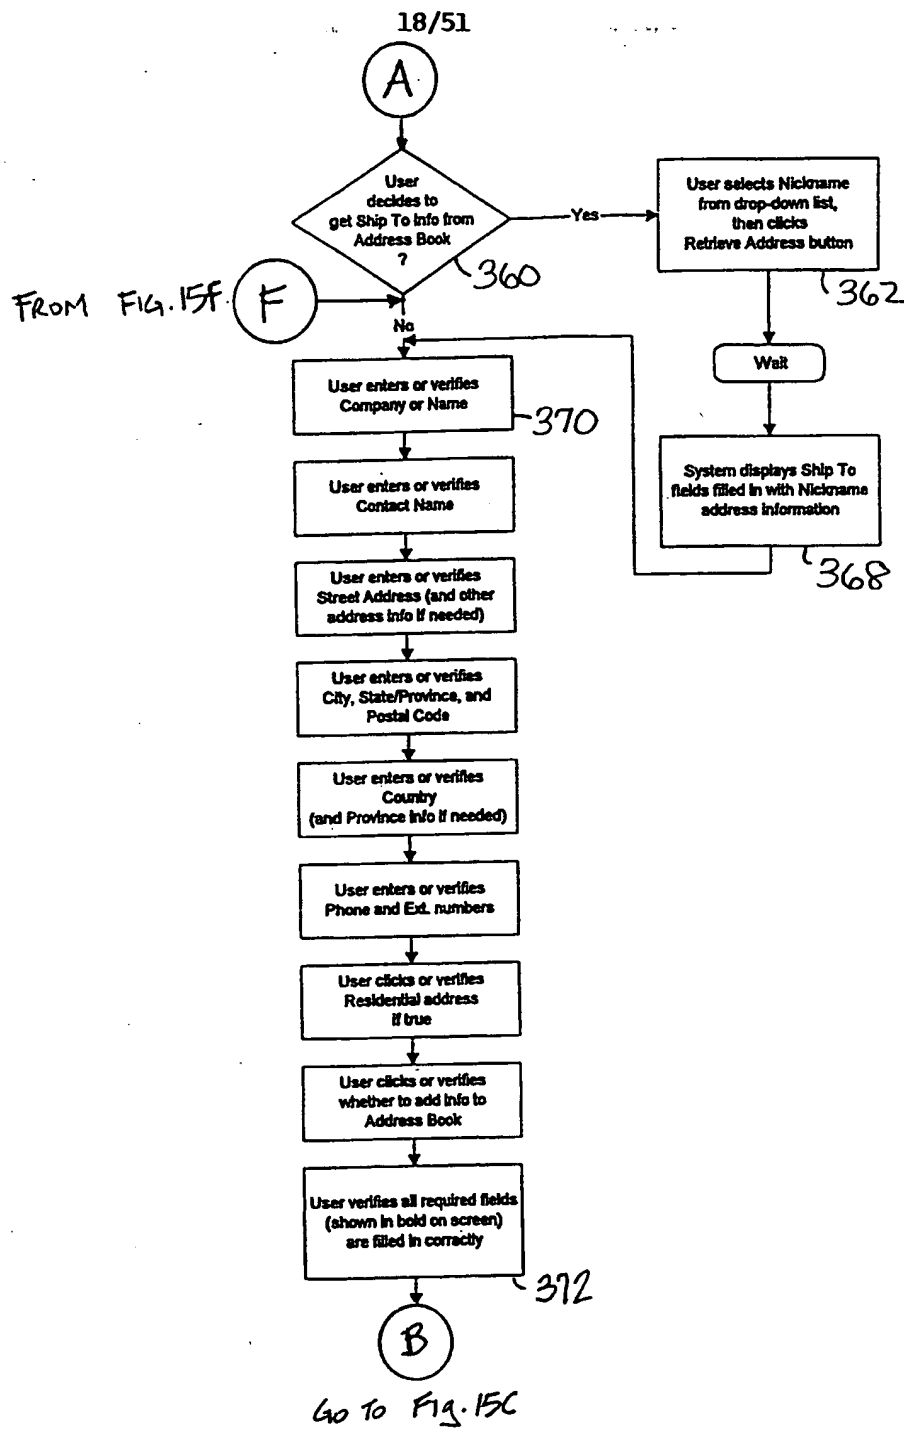 18/51
A
User
decides to
get Ship To info from
Address Book
?
360
Yes
User selects Nickname
from drop-down list,
then clicks
Retrieve Address button
362
Wait
System displays Ship To
fields filled in with Nickname
address information
368
FROM FIG. 15f
F
No
User enters or verifies
Company or Name
370
User enters or verifies
Contact Name
User enters or verifies
Street Address (and other
address info if needed)
User enters or verifies
City, State/Province, and
Postal Code
User enters or verifies
Country
(and Province info if needed)
User enters or verifies
Phone and Ext. numbers
User clicks or verifies
Residential address
if true
User clicks or verifies
whether to add info to
Address Book
User verifies all required fields
(shown in bold on screen)
are filled in correctly
372
B
Go To Fig. 15C